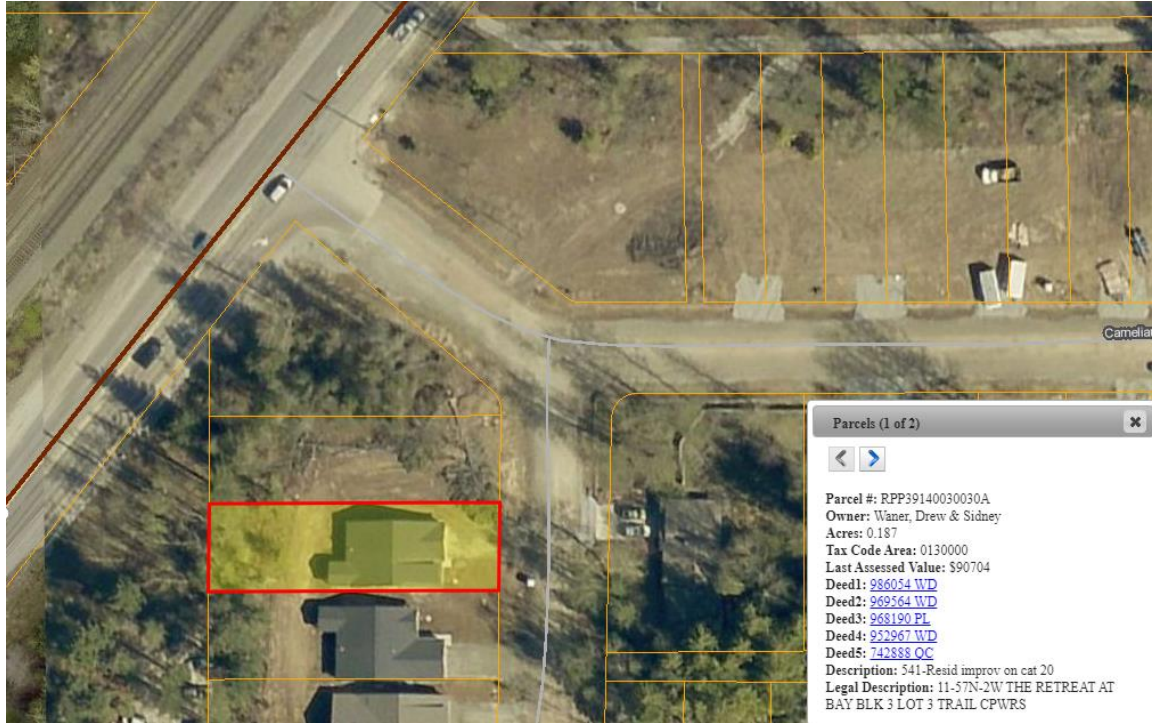 Carnelian
Parcels (1 of 2)
Parcel #: RPP39140030030A
Owner: Waner, Drew & Sidney
Acres: 0.187
Tax Code Area: 0130000
Last Assessed Value: $90704
Deed1: 986054 WD
Deed2: 969564 WD
Deed3: 968190 PL
Deed4: 952967 WD
Deed5: 742888 QC
Description: 541-Resid improv on cat 20
Legal Description: 11-57N-2W THE RETREAT AT
BAY BLK 3 LOT 3 TRAIL CPWRS